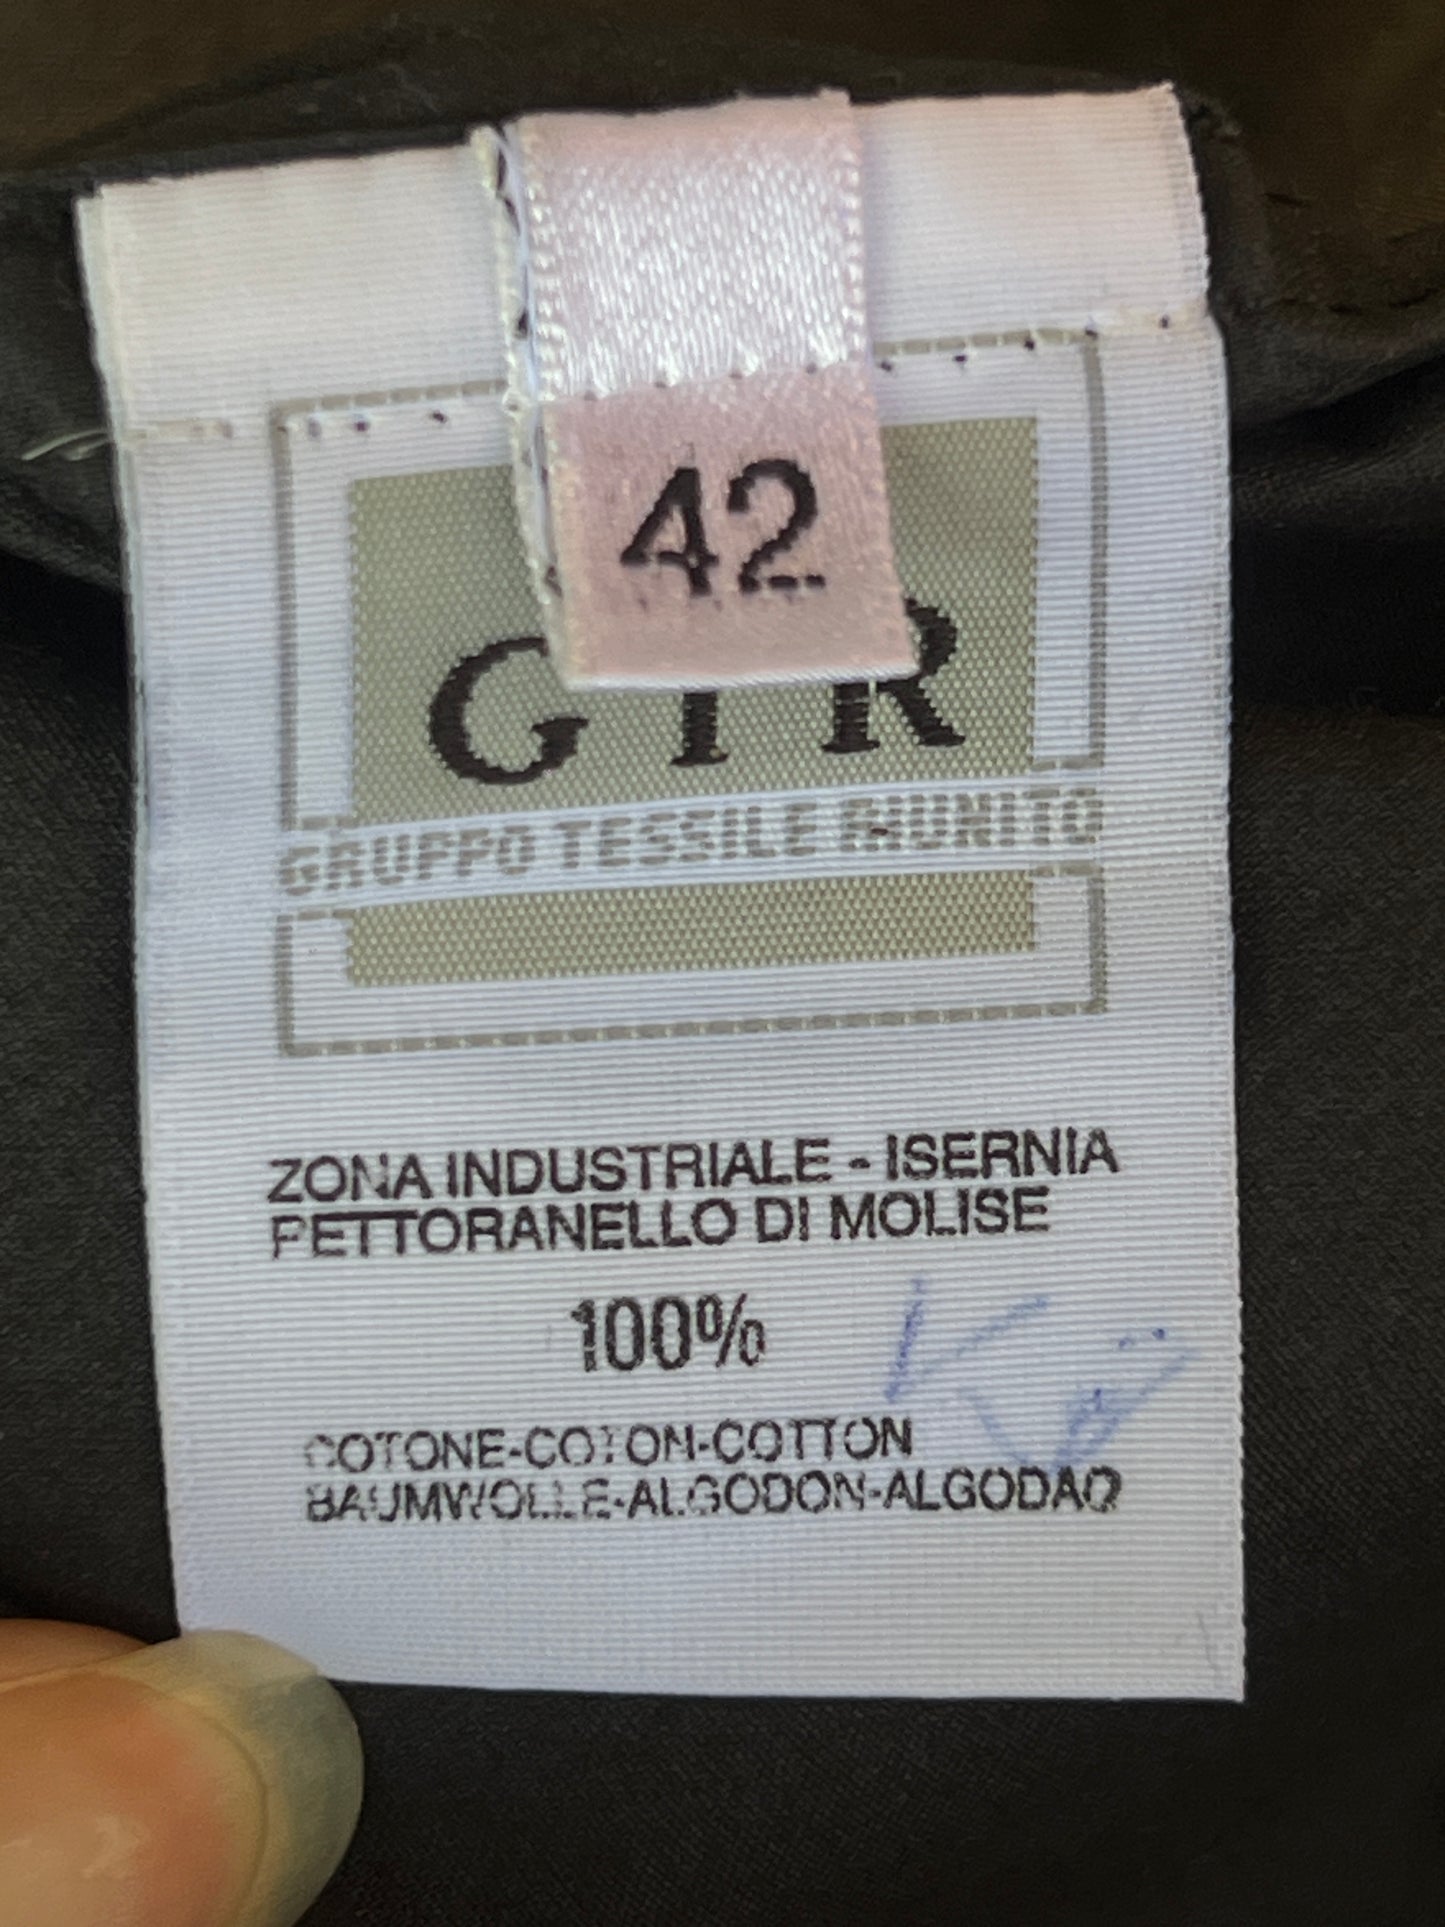 42
GTR
GRUPPO TESSILE RIUNITO
ZONA INDUSTRIALE - ISERNIA
PETTORANELLO DI MOLISE
100%
COTONE-COTON-COTTON
BAUMWOLLE-ALGODON-ALGODAO